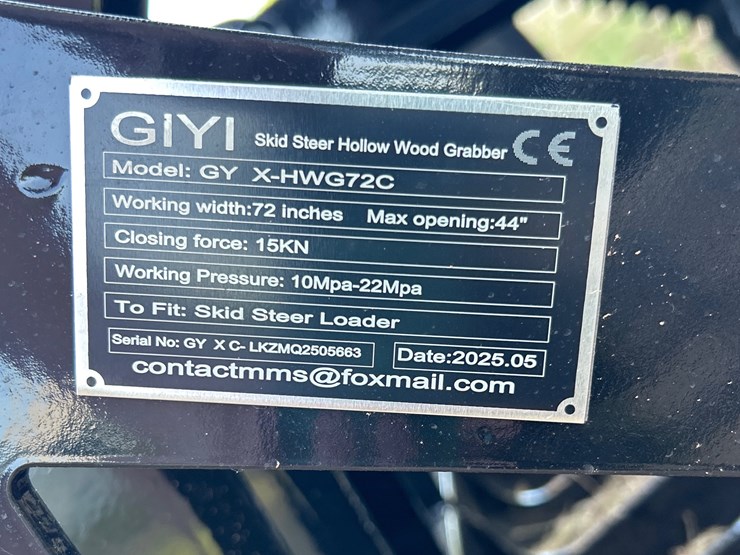 GiYI Skid Steer Hollow Wood Grabber CE
Model: GY X-HWG72C
Working width:72 inches Max opening:44"
Closing force: 15KN
Working Pressure: 10Mpa-22Mpa
To Fit: Skid Steer Loader
Serial No: GY X C- LKZMQ2505663 Date:2025.05
contactmms@foxmail.com